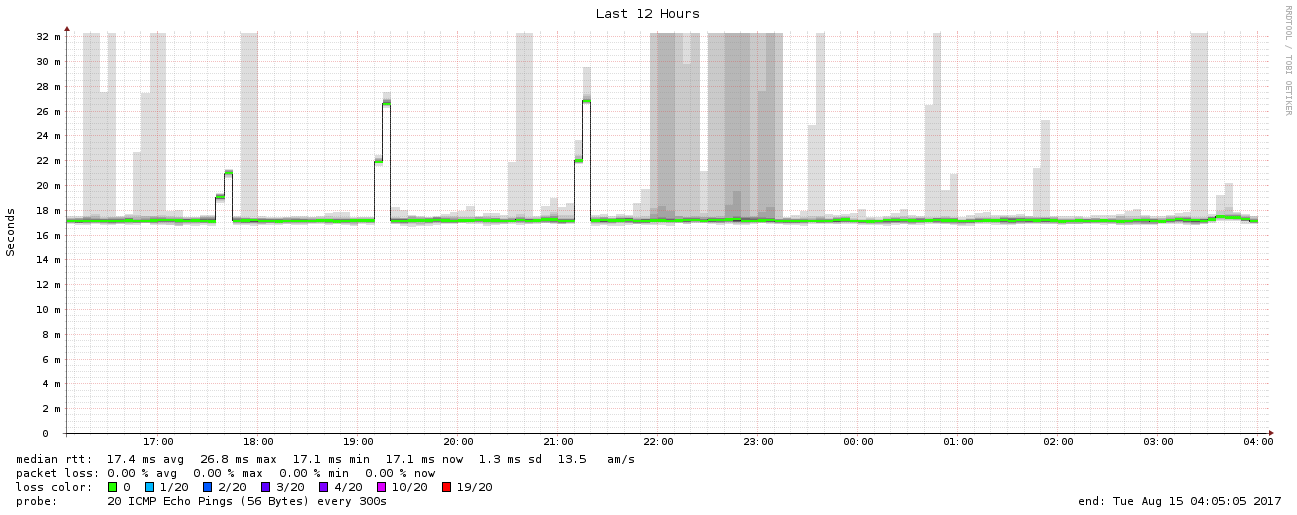 Last 12 Hours
RRDTOOL / TOBI OETIKER
Seconds
32 m
30 m
28 m
26 m
24 m
22 m
20 m
18 m
16 m
14 m
12 m
10 m
8 m
6 m
4 m
2 m
0
17:00 18:00 19:00 20:00 21:00 22:00 23:00 00:00 01:00 02:00 03:00 04:00
median rtt: 17.4 ms avg 26.8 ms max 17.1 ms min 17.1 ms now 1.3 ms sd 13.5 am/s
packet loss: 0.00 % avg 0.00 % max 0.00 % min 0.00 % now
loss color: 0 1/20 2/20 3/20 4/20 10/20 19/20
probe: 20 ICMP Echo Pings (56 Bytes) every 300s end: Tue Aug 15 04:05:05 2017